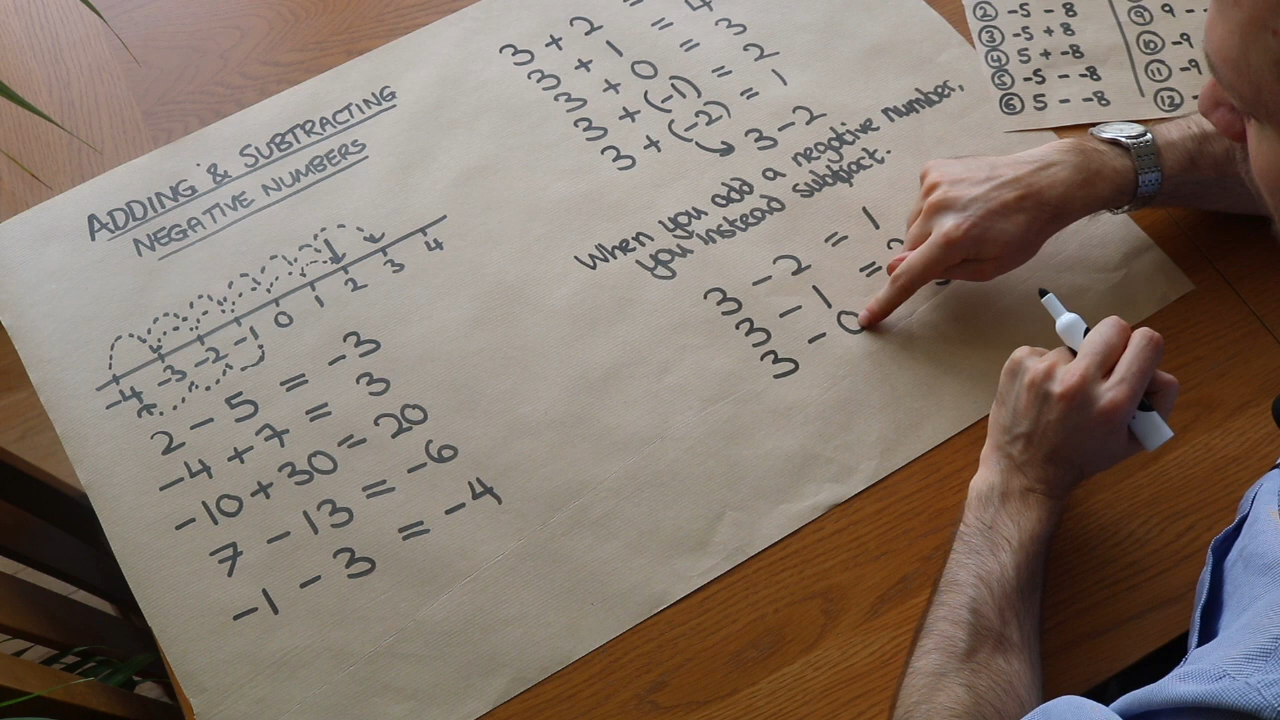 ADDING & SUBTRACTING
NEGATIVE NUMBERS
-4 -3 -2 -1 0 1 2 3 4
2 - 5 = -3
-4 + 7 = 3
-10 + 30 = 20
7 - 13 = -6
-1 - 3 = -4
3 + 2 =
3 + 1 = 4
3 + 0 = 3
3 + (-1) = 2
3 + (-2) = 1
3 - 2
When you add a negative number,
you instead subtract.
3 - 2 = 1
3 - 1 =
3 - 0
② -5 - 8
③ -5 + 8
④ 5 + -8
⑤ -5 - -8
⑥ 5 - -8
⑨ 9 -
⑩ -9
⑪ -9
⑫ -